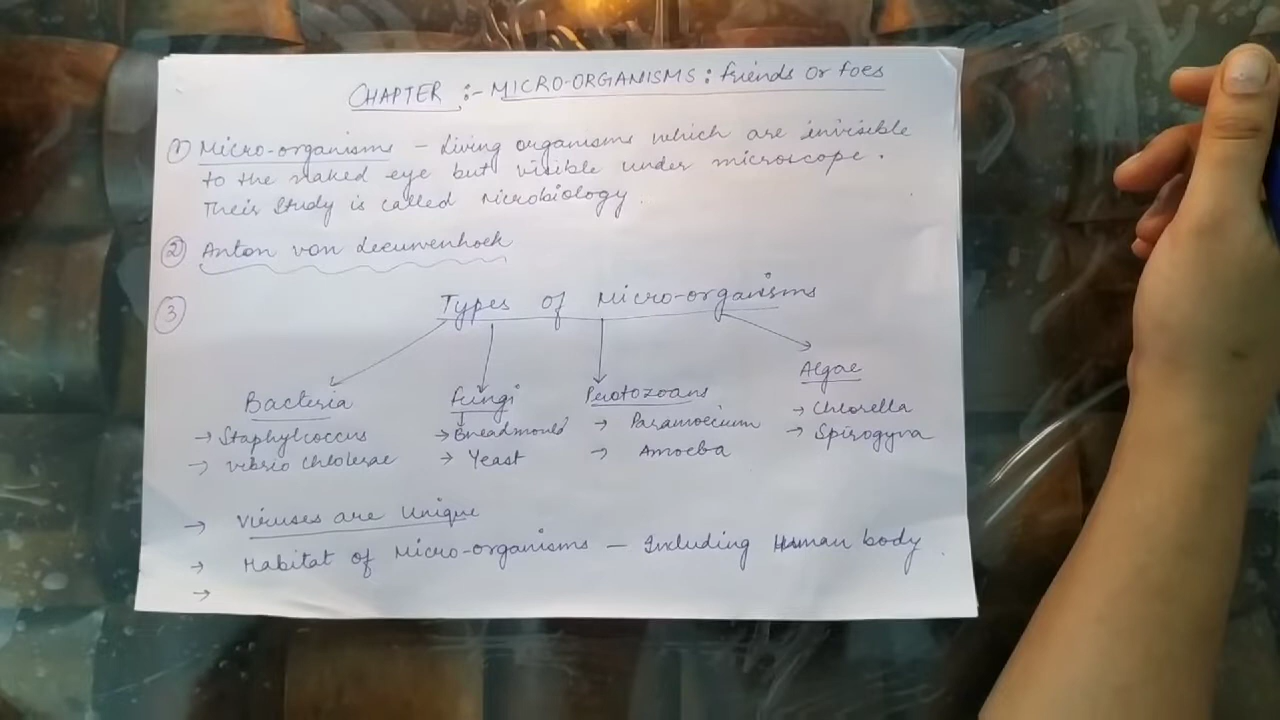 CHAPTER :- MICRO-ORGANISMS : Friends or foes
① Micro-organisms - Living organisms which are invisible
to the naked eye but visible under microscope.
Their Study is called Microbiology.
② Anton von Leeuwenhoek
③ Types of Micro-organisms
Bacteria
→ Staphylcoccus
→ Vibrio Chlolerae
Fungi
→ Breadmould
→ Yeast
Protozoans
→ Paramoecium
→ Amoeba
Algae
→ Chlorella
→ Spirogyra
→ Viruses are Unique
→ Habitat of Micro-organisms - Including Human body.
→